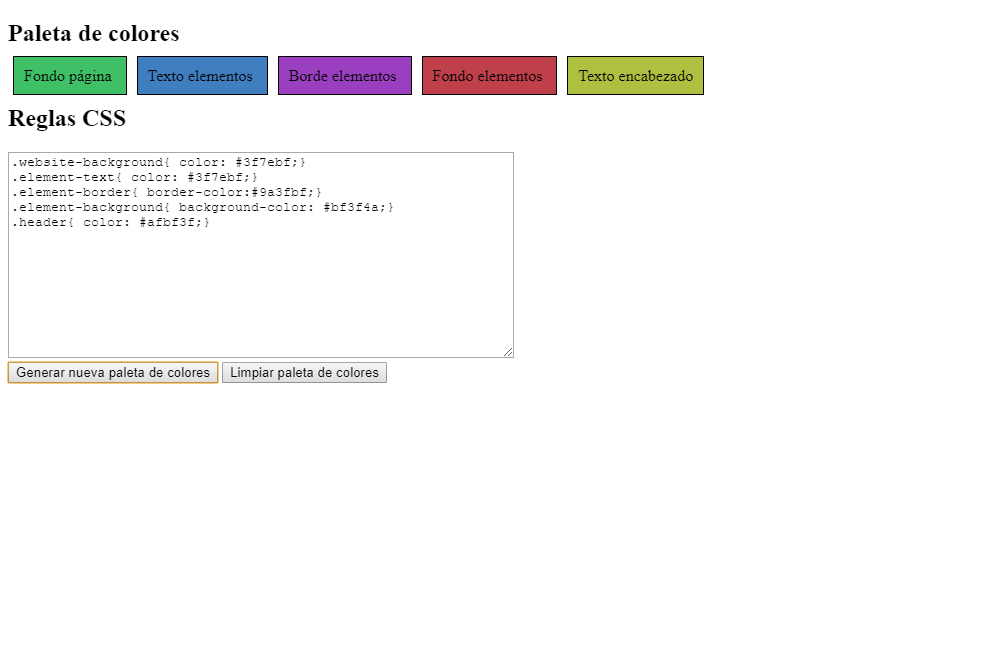 Paleta de colores
Fondo página Texto elementos Borde elementos Fondo elementos Texto encabezado
Reglas CSS
.website-background{ color: #3f7ebf;}
.element-text{ color: #3f7ebf;}
.element-border{ border-color:#9a3fbf;}
.element-background{ background-color: #bf3f4a;}
.header{ color: #afbf3f;}
Generar nueva paleta de colores Limpiar paleta de colores